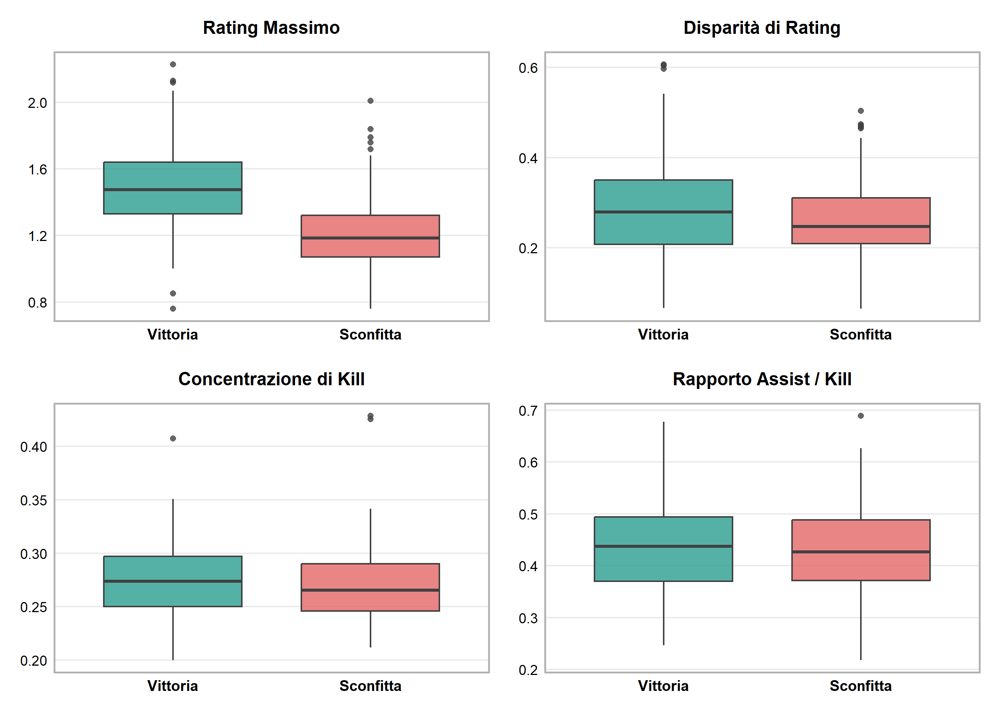 Rating Massimo
2.0
1.6
1.2
0.8
Vittoria Sconfitta
Disparità di Rating
0.6
0.4
0.2
Vittoria Sconfitta
Concentrazione di Kill
0.40
0.35
0.30
0.25
0.20
Vittoria Sconfitta
Rapporto Assist / Kill
0.7
0.6
0.5
0.4
0.3
0.2
Vittoria Sconfitta